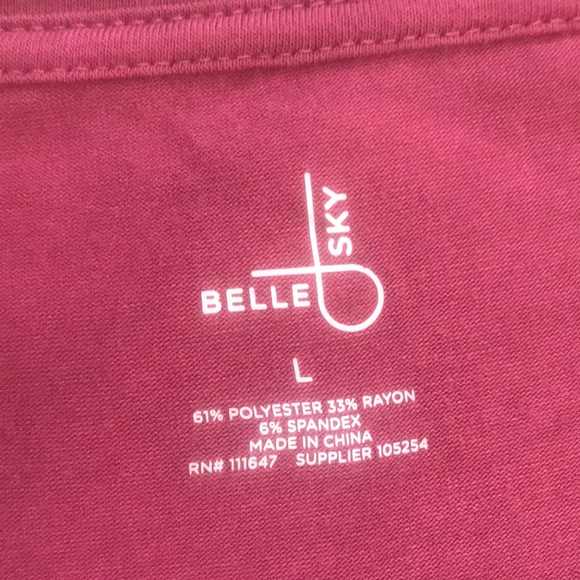 BELLE SKY
L
61% POLYESTER 33% RAYON
6% SPANDEX
MADE IN CHINA
RN# 111647 SUPPLIER 105254